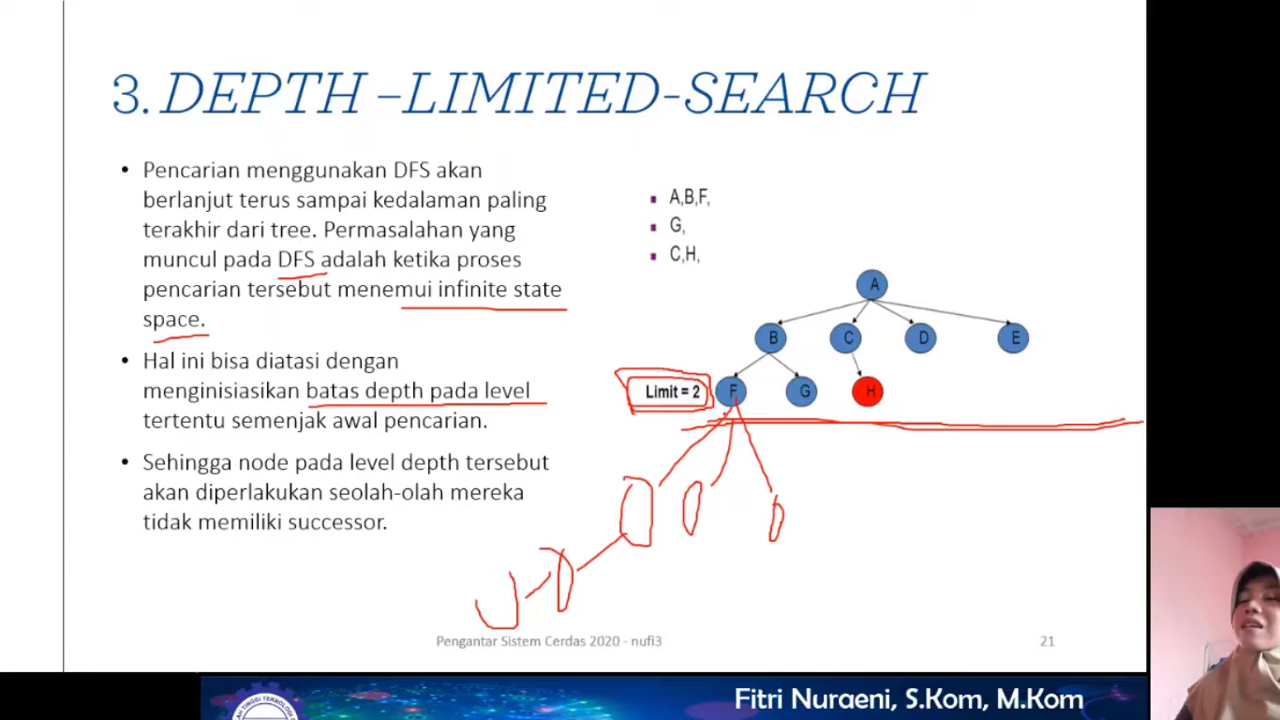 3. DEPTH –LIMITED-SEARCH
• Pencarian menggunakan DFS akan
berlanjut terus sampai kedalaman paling
terakhir dari tree. Permasalahan yang
muncul pada DFS adalah ketika proses
pencarian tersebut menemui infinite state
space.
• Hal ini bisa diatasi dengan
menginisiasikan batas depth pada level
tertentu semenjak awal pencarian.
• Sehingga node pada level depth tersebut
akan diperlakukan seolah-olah mereka
tidak memiliki successor.
A,B,F,
G,
C,H,
A
B C D E
Limit = 2 F G H
Pengantar Sistem Cerdas 2020 - nufi3
21
Fitri Nuraeni, S.Kom, M.Kom